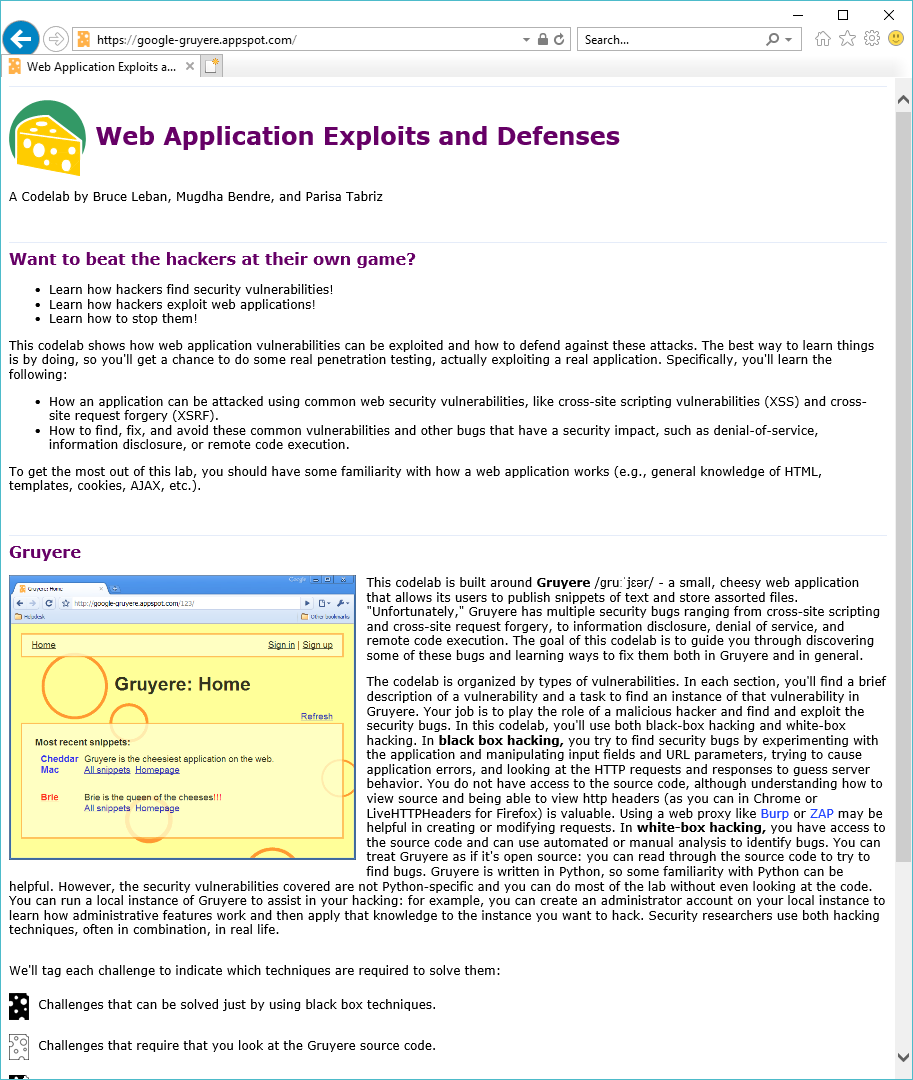 https://google-gruyere.appspot.com/
Search...
Web Application Exploits a...
Web Application Exploits and Defenses
A Codelab by Bruce Leban, Mugdha Bendre, and Parisa Tabriz
Want to beat the hackers at their own game?
• Learn how hackers find security vulnerabilities!
• Learn how hackers exploit web applications!
• Learn how to stop them!
This codelab shows how web application vulnerabilities can be exploited and how to defend against these attacks. The best way to learn things
is by doing, so you'll get a chance to do some real penetration testing, actually exploiting a real application. Specifically, you'll learn the
following:
• How an application can be attacked using common web security vulnerabilities, like cross-site scripting vulnerabilities (XSS) and cross-
site request forgery (XSRF).
• How to find, fix, and avoid these common vulnerabilities and other bugs that have a security impact, such as denial-of-service,
information disclosure, or remote code execution.
To get the most out of this lab, you should have some familiarity with how a web application works (e.g., general knowledge of HTML,
templates, cookies, AJAX, etc.).
Gruyere
Google
Gruyere: Home
http://google-gruyere.appspot.com/123/
Helpdesk
Other bookmarks
Home
Sign in | Sign up
Gruyere: Home
Refresh
Most recent snippets:
Cheddar Gruyere is the cheesiest application on the web.
Mac All snippets Homepage
Brie Brie is the queen of the cheeses!!!
All snippets Homepage
This codelab is built around Gruyere /ɡruːˈjɛər/ - a small, cheesy web application
that allows its users to publish snippets of text and store assorted files.
"Unfortunately," Gruyere has multiple security bugs ranging from cross-site scripting
and cross-site request forgery, to information disclosure, denial of service, and
remote code execution. The goal of this codelab is to guide you through discovering
some of these bugs and learning ways to fix them both in Gruyere and in general.
The codelab is organized by types of vulnerabilities. In each section, you'll find a brief
description of a vulnerability and a task to find an instance of that vulnerability in
Gruyere. Your job is to play the role of a malicious hacker and find and exploit the
security bugs. In this codelab, you'll use both black-box hacking and white-box
hacking. In black box hacking, you try to find security bugs by experimenting with
the application and manipulating input fields and URL parameters, trying to cause
application errors, and looking at the HTTP requests and responses to guess server
behavior. You do not have access to the source code, although understanding how to
view source and being able to view http headers (as you can in Chrome or
LiveHTTPHeaders for Firefox) is valuable. Using a web proxy like Burp or ZAP may be
helpful in creating or modifying requests. In white-box hacking, you have access to
the source code and can use automated or manual analysis to identify bugs. You can
treat Gruyere as if it's open source: you can read through the source code to try to
find bugs. Gruyere is written in Python, so some familiarity with Python can be
helpful. However, the security vulnerabilities covered are not Python-specific and you can do most of the lab without even looking at the code.
You can run a local instance of Gruyere to assist in your hacking: for example, you can create an administrator account on your local instance to
learn how administrative features work and then apply that knowledge to the instance you want to hack. Security researchers use both hacking
techniques, often in combination, in real life.
We'll tag each challenge to indicate which techniques are required to solve them:
Challenges that can be solved just by using black box techniques.
Challenges that require that you look at the Gruyere source code.